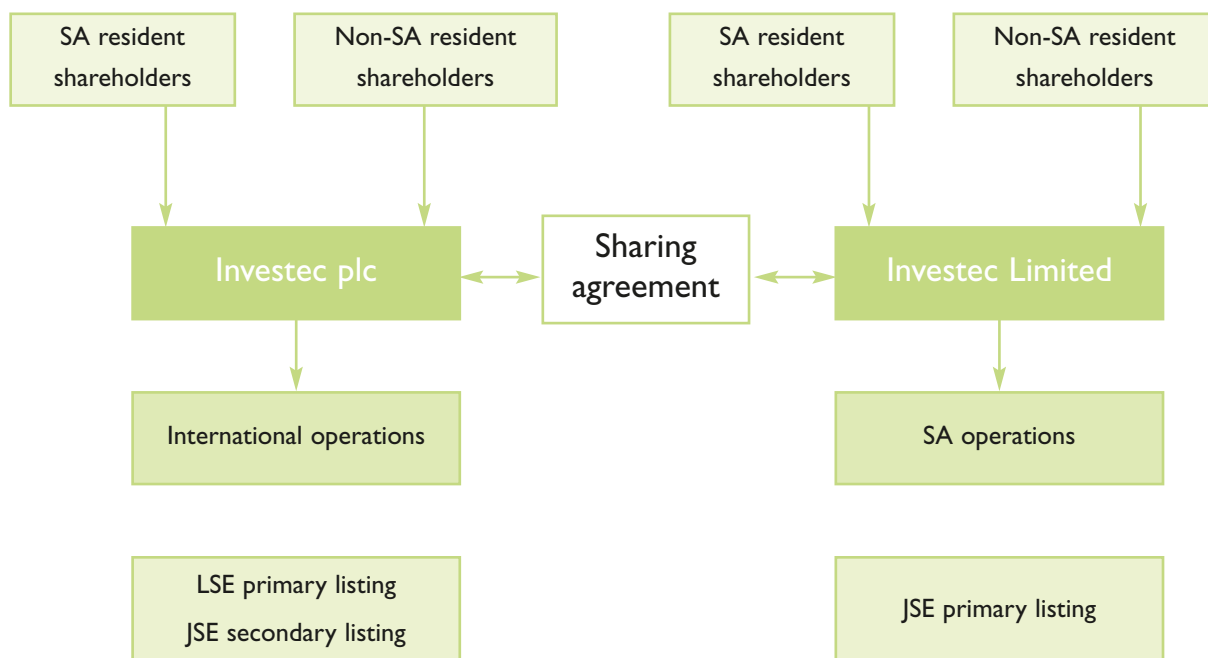 SA resident
shareholders
Non-SA resident
shareholders
SA resident
shareholders
Non-SA resident
shareholders
Investec plc
Sharing
agreement
Investec Limited
International operations
SA operations
LSE primary listing
JSE secondary listing
JSE primary listing